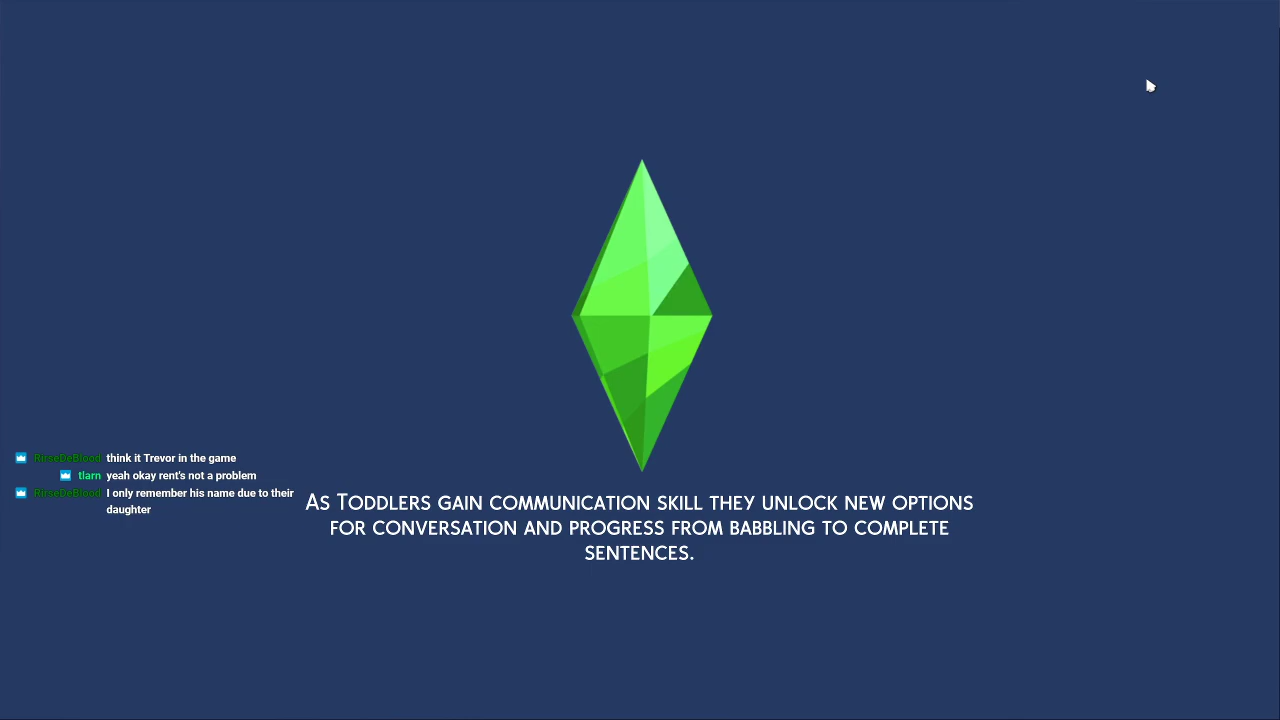 RirseDeBlood think it Trevor in the game
tlarn yeah okay rent's not a problem
RirseDeBlood I only remember his name due to their
daughter
As Toddlers gain communication skill they unlock new options
for conversation and progress from babbling to complete
sentences.